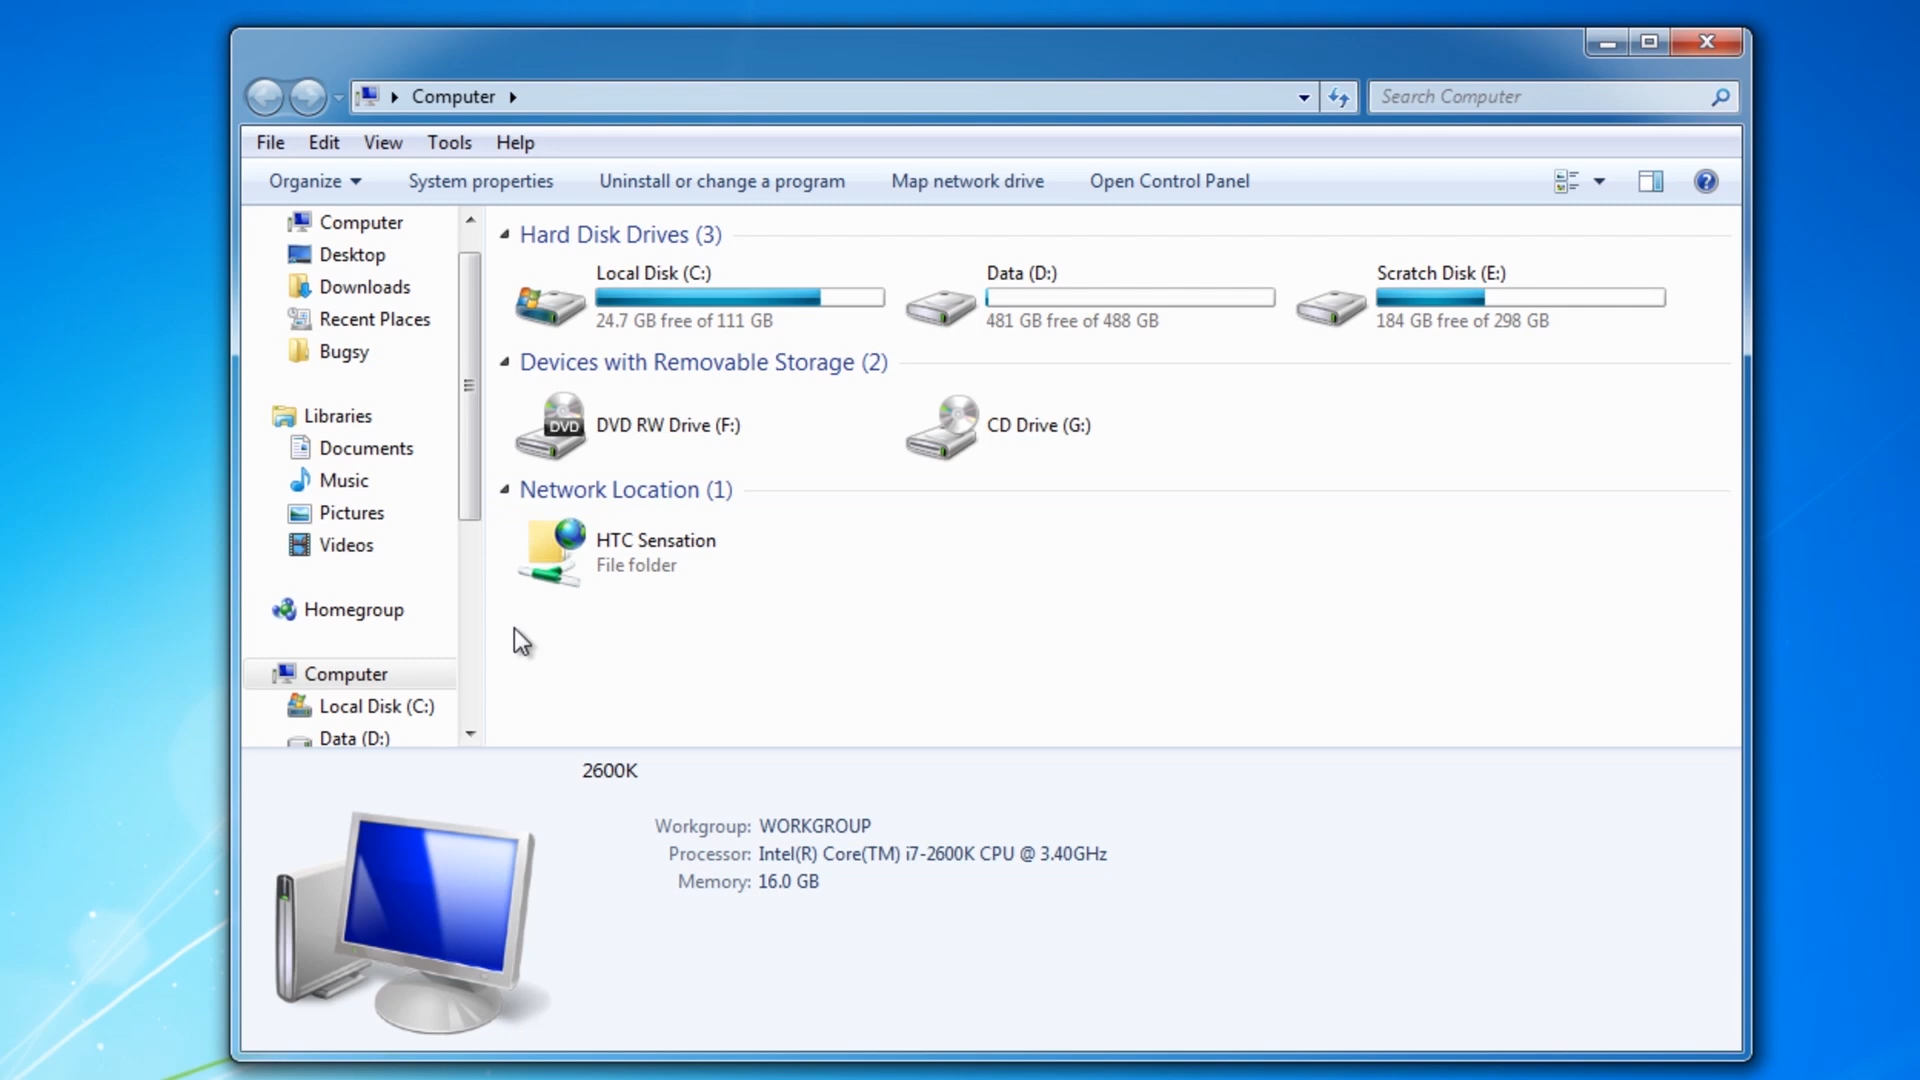 Computer
Search Computer
File Edit View Tools Help
Organize System properties Uninstall or change a program Map network drive Open Control Panel
Computer
Desktop
Downloads
Recent Places
Bugsy
Libraries
Documents
Music
Pictures
Videos
Homegroup
Computer
Local Disk (C:)
Data (D:)
Hard Disk Drives (3)
Local Disk (C:)
24.7 GB free of 111 GB
Data (D:)
481 GB free of 488 GB
Scratch Disk (E:)
184 GB free of 298 GB
Devices with Removable Storage (2)
DVD
DVD RW Drive (F:)
CD Drive (G:)
Network Location (1)
HTC Sensation
File folder
2600K
Workgroup: WORKGROUP
Processor: Intel(R) Core(TM) i7-2600K CPU @ 3.40GHz
Memory: 16.0 GB